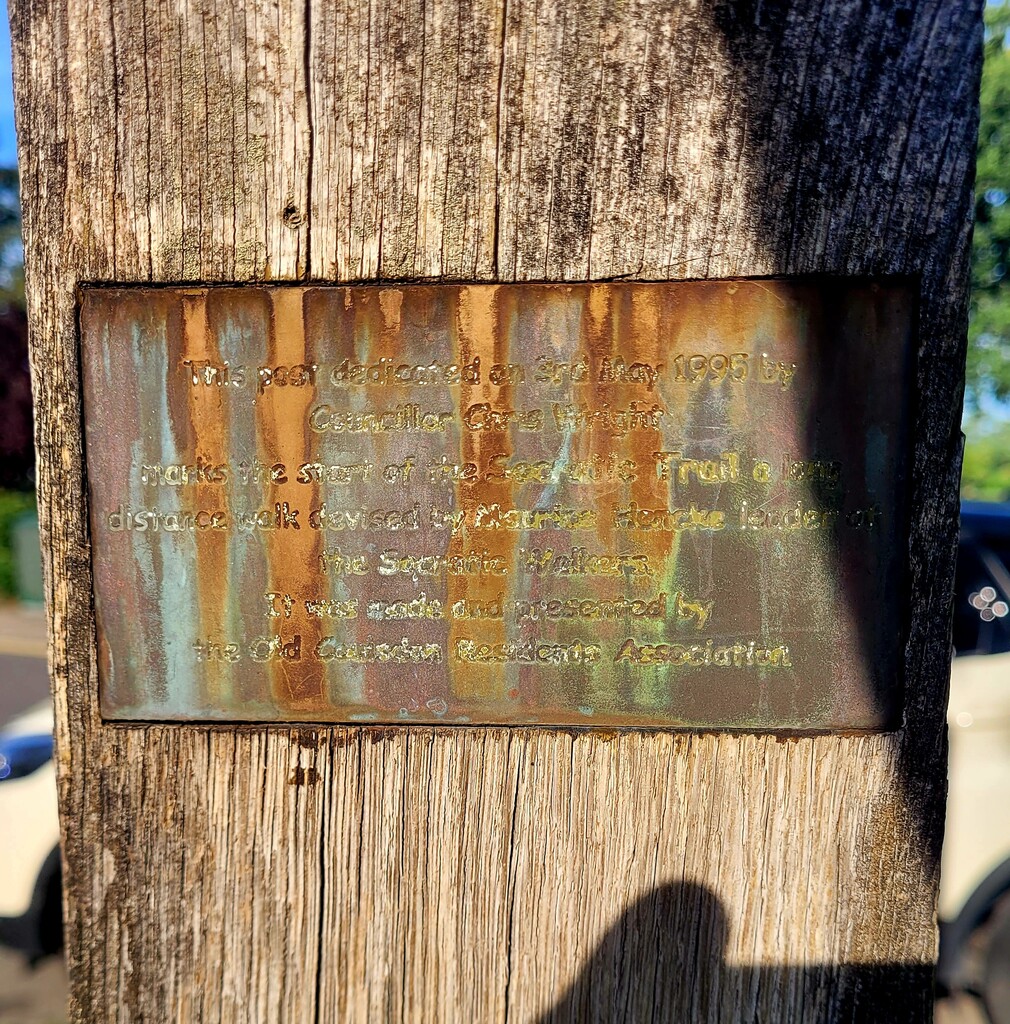 This post dedicated on 3rd May 1995 by
Councillor Chris Wright
marks the start of the Socratic Trail a long
distance walk devised by Maurice Hencke leader of
the Socratic Walkers.
It was made and presented by
the Old Coulsdon Residents Association